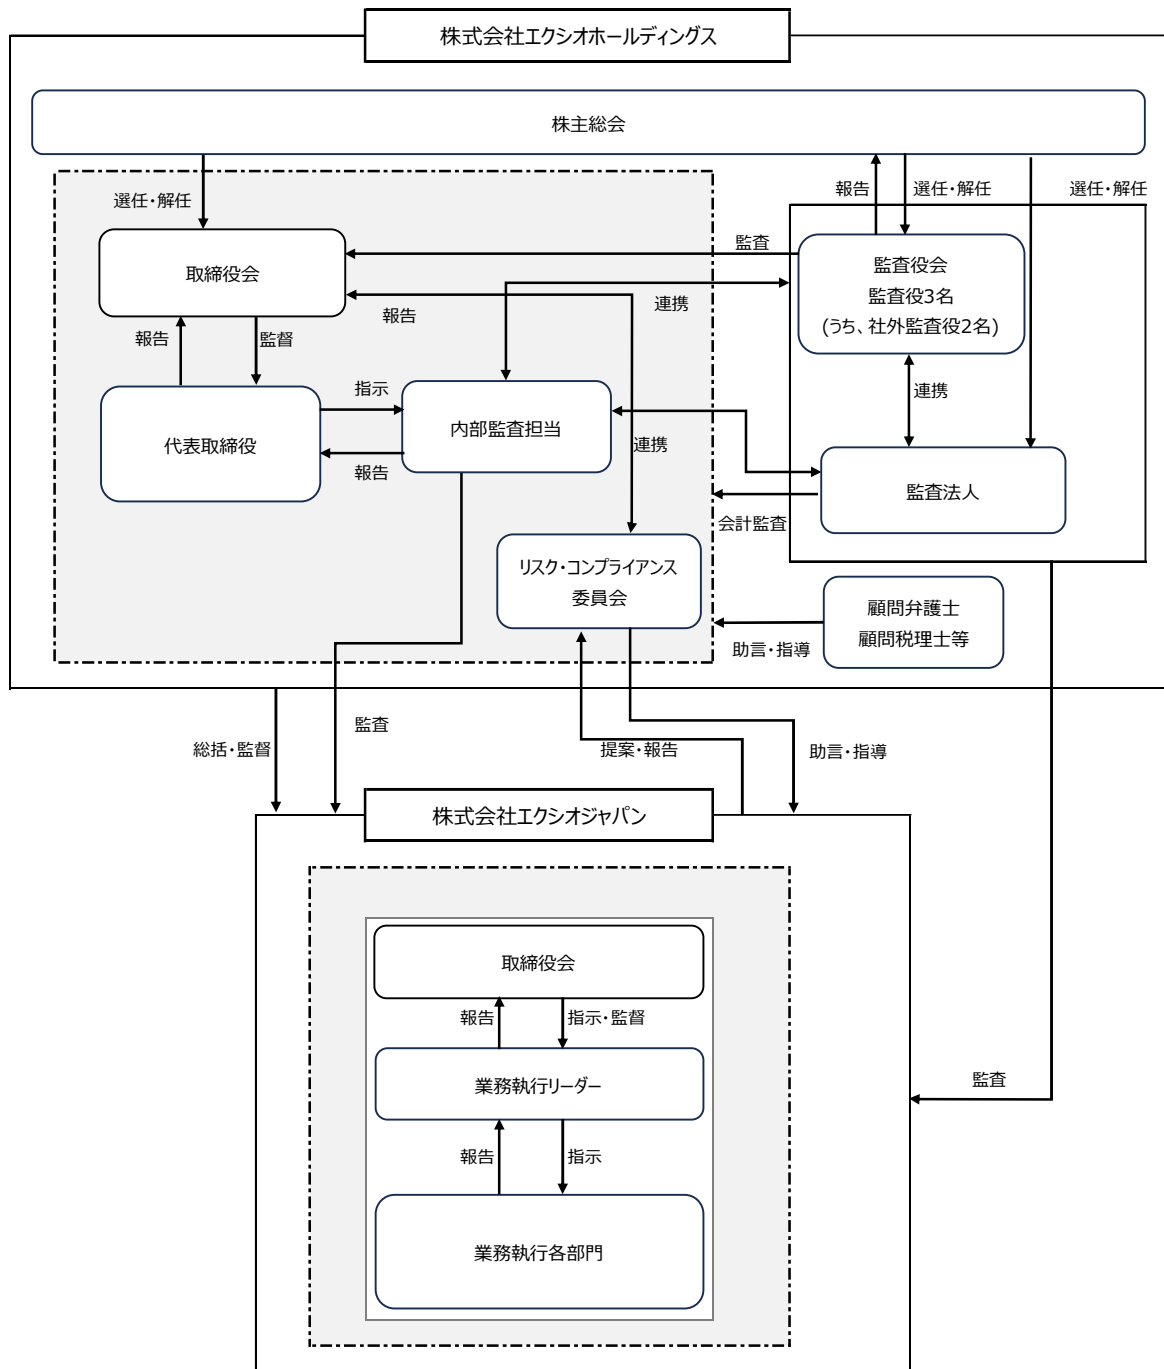 株式会社エクシオホールディングス
株主総会
選任・解任
報告
選任・解任
選任・解任
取締役会
監査
監査役会
監査役3名
(うち、社外監査役2名)
報告
連携
報告
監督
代表取締役
指示
報告
内部監査担当
連携
連携
監査法人
会計監査
リスク・コンプライアンス
委員会
顧問弁護士
顧問税理士等
助言・指導
総括・監督
監査
提案・報告
助言・指導
株式会社エクシオジャパン
取締役会
報告
指示・監督
業務執行リーダー
監査
報告
指示
業務執行各部門